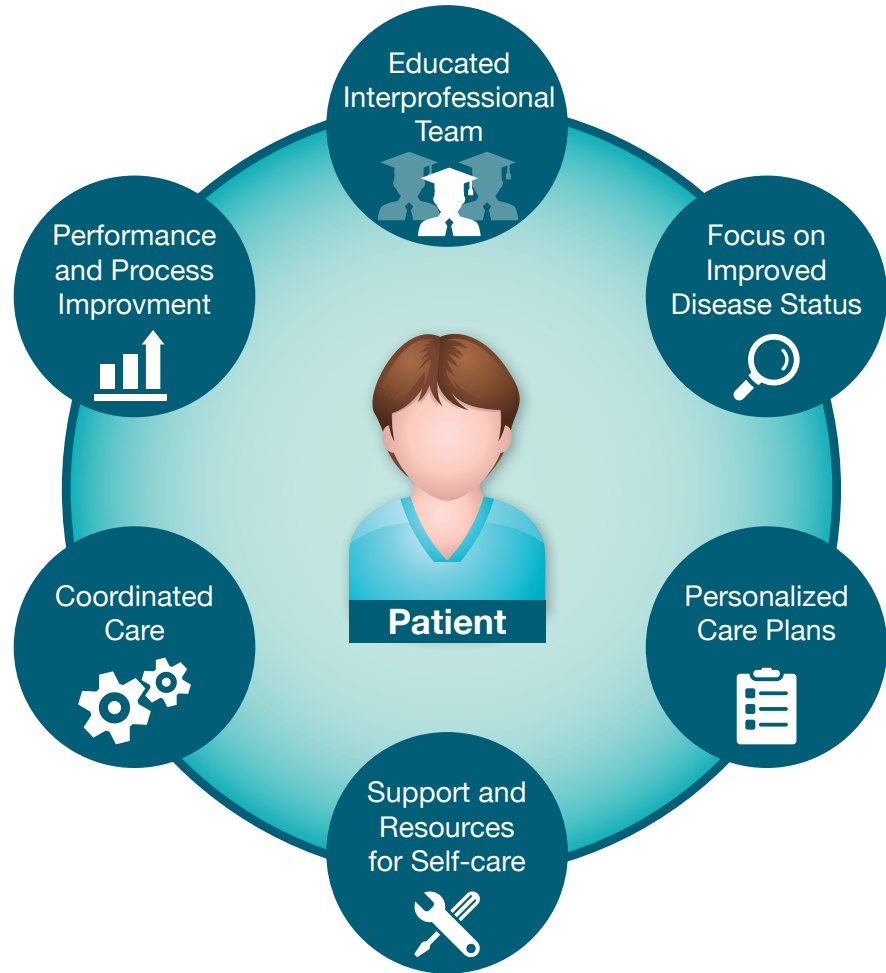 Educated
Interprofessional
Team
Focus on
Improved
Disease Status
Personalized
Care Plans
Support and
Resources
for Self-care
Coordinated
Care
Performance
and Process
Improvment
Patient